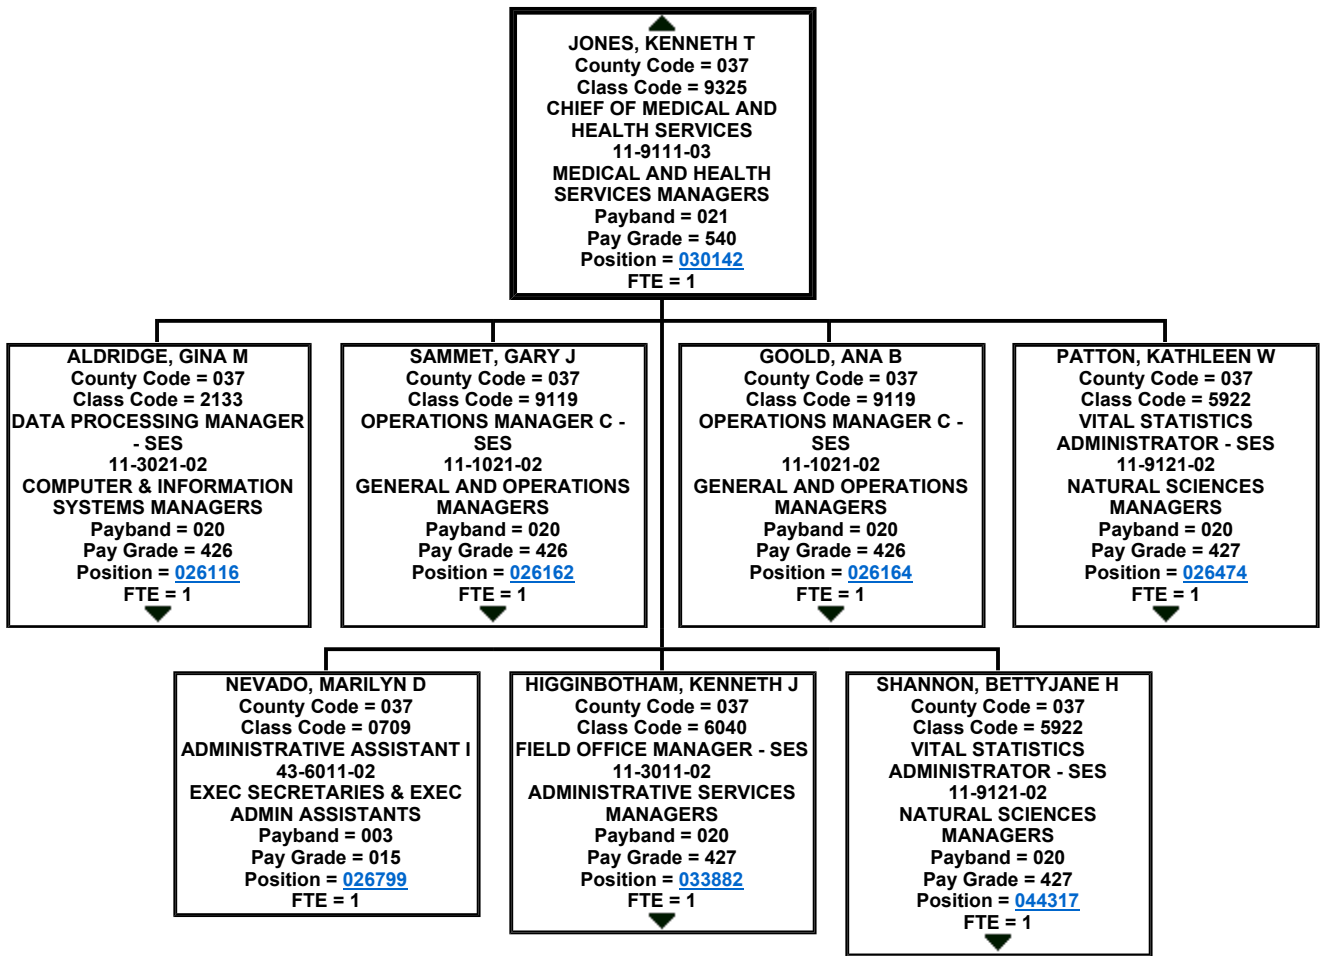 JONES, KENNETH T
County Code = 037
Class Code = 9325
CHIEF OF MEDICAL AND
HEALTH SERVICES
11-9111-03
MEDICAL AND HEALTH
SERVICES MANAGERS
Payband = 021
Pay Grade = 540
Position = 030142
FTE = 1
ALDRIDGE, GINA M
County Code = 037
Class Code = 2133
DATA PROCESSING MANAGER
- SES
11-3021-02
COMPUTER & INFORMATION
SYSTEMS MANAGERS
Payband = 020
Pay Grade = 426
Position = 026116
FTE = 1
SAMMET, GARY J
County Code = 037
Class Code = 9119
OPERATIONS MANAGER C -
SES
11-1021-02
GENERAL AND OPERATIONS
MANAGERS
Payband = 020
Pay Grade = 426
Position = 026162
FTE = 1
GOOLD, ANA B
County Code = 037
Class Code = 9119
OPERATIONS MANAGER C -
SES
11-1021-02
GENERAL AND OPERATIONS
MANAGERS
Payband = 020
Pay Grade = 426
Position = 026164
FTE = 1
PATTON, KATHLEEN W
County Code = 037
Class Code = 5922
VITAL STATISTICS
ADMINISTRATOR - SES
11-9121-02
NATURAL SCIENCES
MANAGERS
Payband = 020
Pay Grade = 427
Position = 026474
FTE = 1
NEVADO, MARILYN D
County Code = 037
Class Code = 0709
ADMINISTRATIVE ASSISTANT I
43-6011-02
EXEC SECRETARIES & EXEC
ADMIN ASSISTANTS
Payband = 003
Pay Grade = 015
Position = 026799
FTE = 1
HIGGINBOTHAM, KENNETH J
County Code = 037
Class Code = 6040
FIELD OFFICE MANAGER - SES
11-3011-02
ADMINISTRATIVE SERVICES
MANAGERS
Payband = 020
Pay Grade = 427
Position = 033882
FTE = 1
SHANNON, BETTYJANE H
County Code = 037
Class Code = 5922
VITAL STATISTICS
ADMINISTRATOR - SES
11-9121-02
NATURAL SCIENCES
MANAGERS
Payband = 020
Pay Grade = 427
Position = 044317
FTE = 1